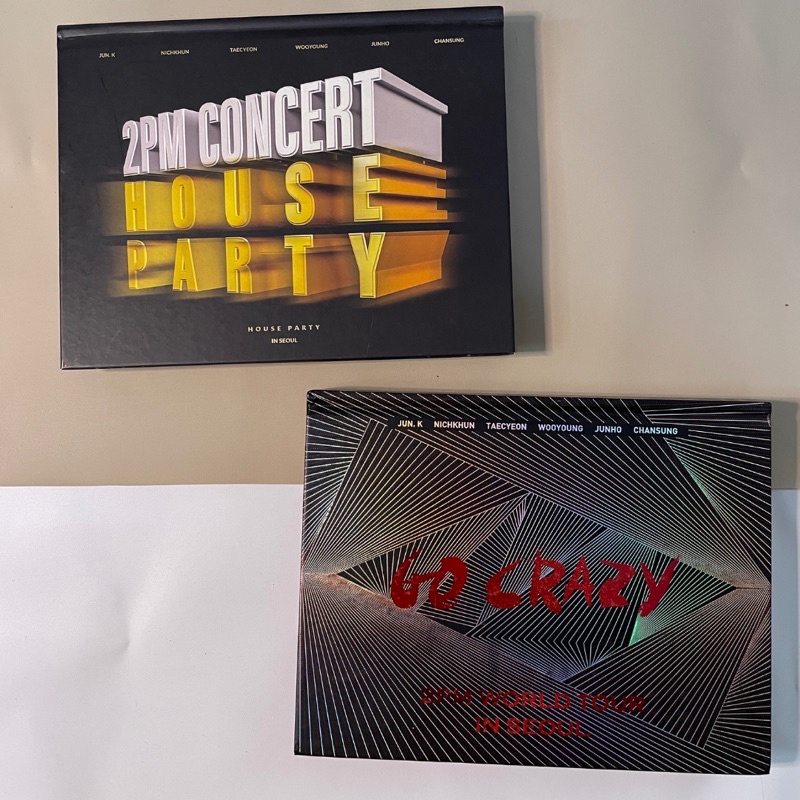 JUN. K NICHKHUN TAECYEON WOOYOUNG JUNHO CHANSUNG
2PM CONCERT
HOUSE
PARTY
HOUSE PARTY
IN SEOUL
JUN. K NICHKHUN TAECYEON WOOYOUNG JUNHO CHANSUNG
GO CRAZY
2PM WORLD TOUR
IN SEOUL